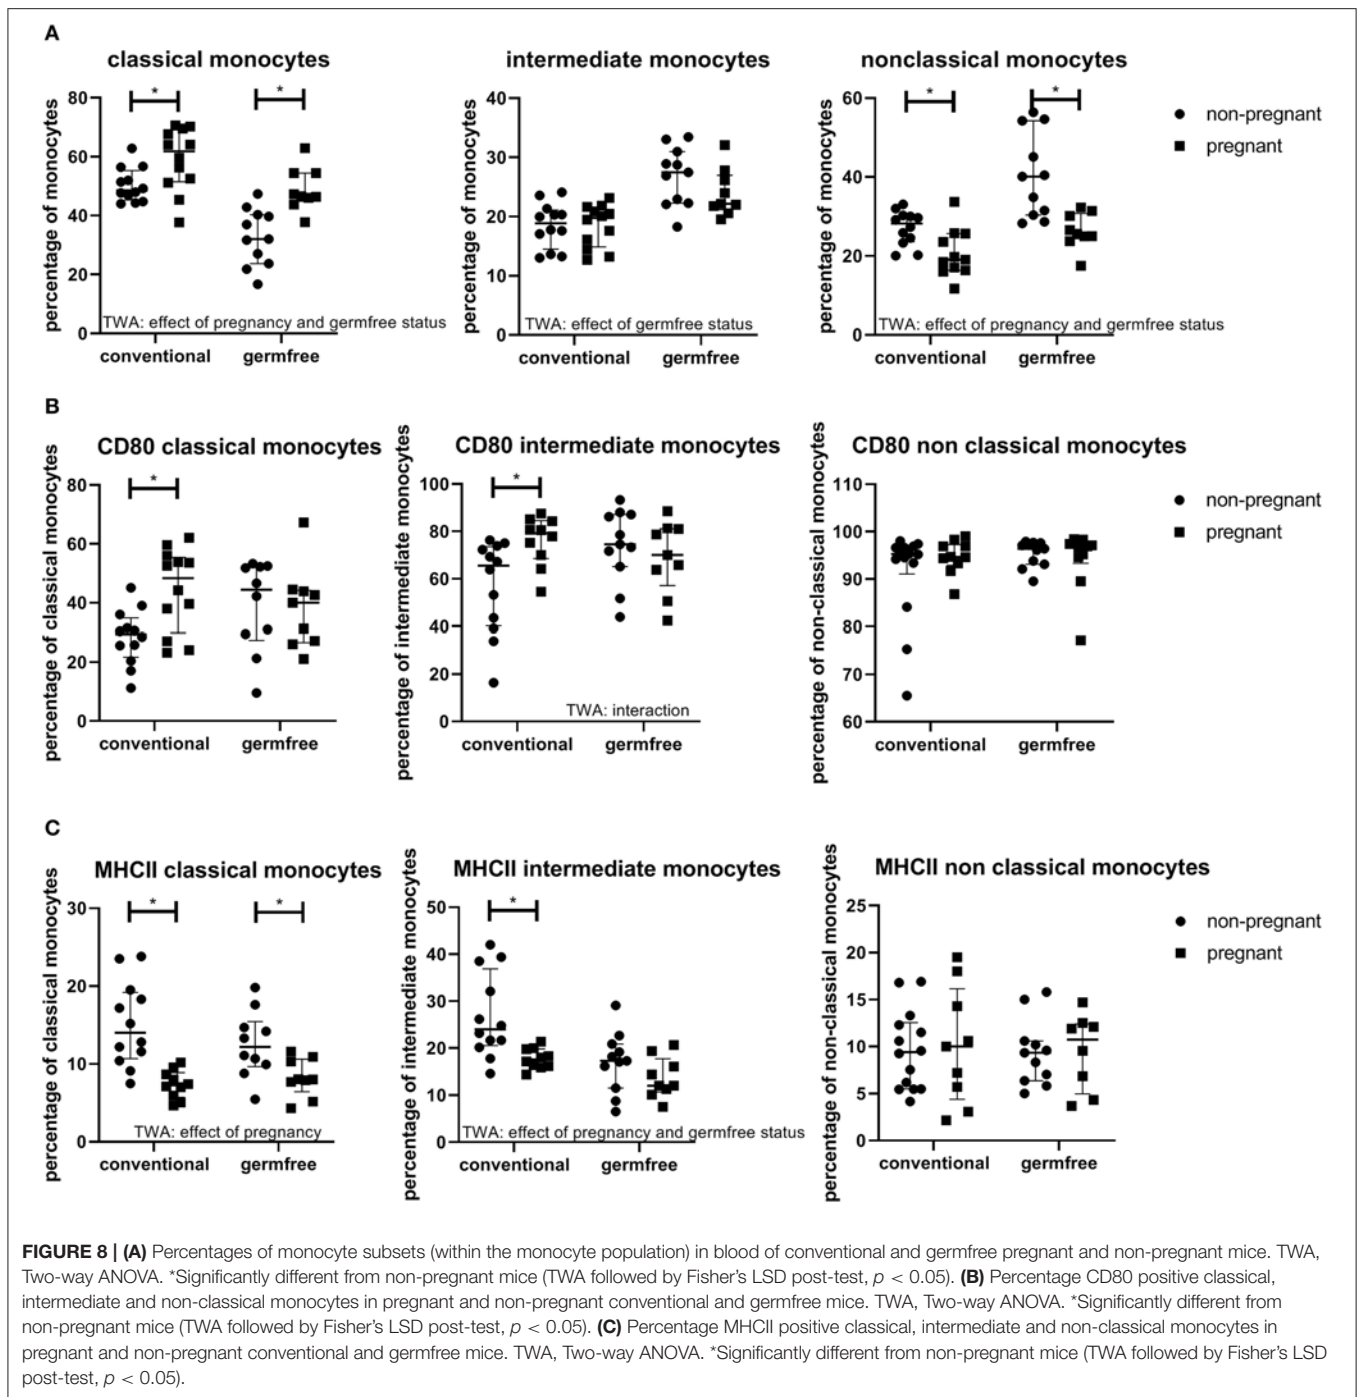 A
classical monocytes
intermediate monocytes
nonclassical monocytes
percentage of monocytes
80
60
40
20
0
* *
TWA: effect of pregnancy and germfree status
conventional germfree
percentage of monocytes
40
30
20
10
0
TWA: effect of germfree status
conventional germfree
percentage of monocytes
60
40
20
0
* *
TWA: effect of pregnancy and germfree status
conventional germfree
non-pregnant
pregnant
B
CD80 classical monocytes
CD80 intermediate monocytes
CD80 non classical monocytes
percentage of classical monocytes
80
60
40
20
0
*
conventional germfree
percentage of intermediate monocytes
100
80
60
40
20
0
*
TWA: interaction
conventional germfree
percentage of non-classical monocytes
110
100
90
80
70
60
conventional germfree
non-pregnant
pregnant
C
MHCII classical monocytes
MHCII intermediate monocytes
MHCII non classical monocytes
percentage of classical monocytes
30
20
10
0
* *
TWA: effect of pregnancy
conventional germfree
percentage of intermediate monocytes
50
40
30
20
10
0
*
TWA: effect of pregnancy and germfree status
conventional germfree
percentage of non-classical monocytes
25
20
15
10
5
0
conventional germfree
non-pregnant
pregnant
FIGURE 8 | (A) Percentages of monocyte subsets (within the monocyte population) in blood of conventional and germfree pregnant and non-pregnant mice. TWA,
Two-way ANOVA. *Significantly different from non-pregnant mice (TWA followed by Fisher's LSD post-test, p < 0.05). (B) Percentage CD80 positive classical,
intermediate and non-classical monocytes in pregnant and non-pregnant conventional and germfree mice. TWA, Two-way ANOVA. *Significantly different from
non-pregnant mice (TWA followed by Fisher's LSD post-test, p < 0.05). (C) Percentage MHCII positive classical, intermediate and non-classical monocytes in
pregnant and non-pregnant conventional and germfree mice. TWA, Two-way ANOVA. *Significantly different from non-pregnant mice (TWA followed by Fisher's LSD
post-test, p < 0.05).